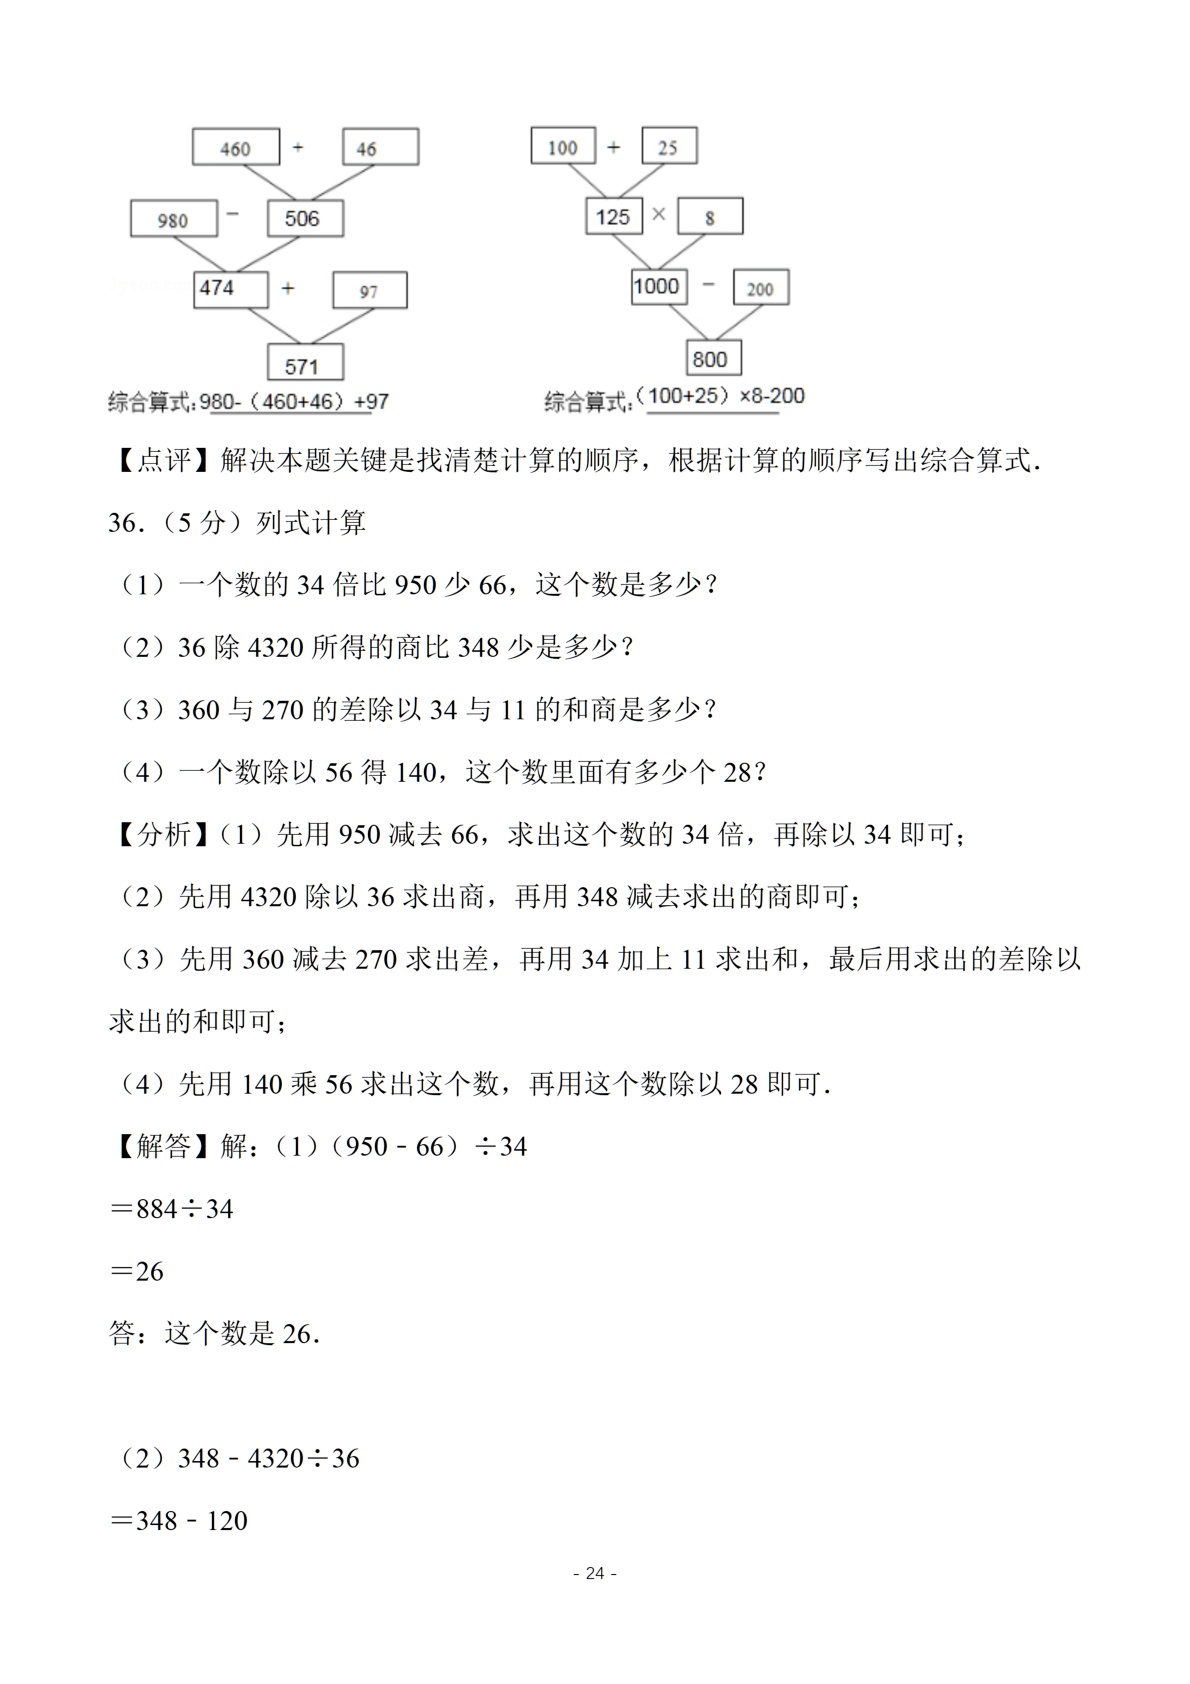 460 + 46
100 + 25
980 － 506
125 × 8
474 + 97
1000 － 200
571
800
综合算式:980-（460+46）+97
综合算式:（100+25）×8-200
【点评】解决本题关键是找清楚计算的顺序，根据计算的顺序写出综合算式．
36．（5 分）列式计算
（1）一个数的 34 倍比 950 少 66，这个数是多少？
（2）36 除 4320 所得的商比 348 少是多少？
（3）360 与 270 的差除以 34 与 11 的和商是多少？
（4）一个数除以 56 得 140，这个数里面有多少个 28？
【分析】（1）先用 950 减去 66，求出这个数的 34 倍，再除以 34 即可；
（2）先用 4320 除以 36 求出商，再用 348 减去求出的商即可；
（3）先用 360 减去 270 求出差，再用 34 加上 11 求出和，最后用求出的差除以
求出的和即可；
（4）先用 140 乘 56 求出这个数，再用这个数除以 28 即可．
【解答】解：（1）（950﹣66）÷34
＝884÷34
＝26
答：这个数是 26．
（2）348﹣4320÷36
＝348﹣120
- 24 -